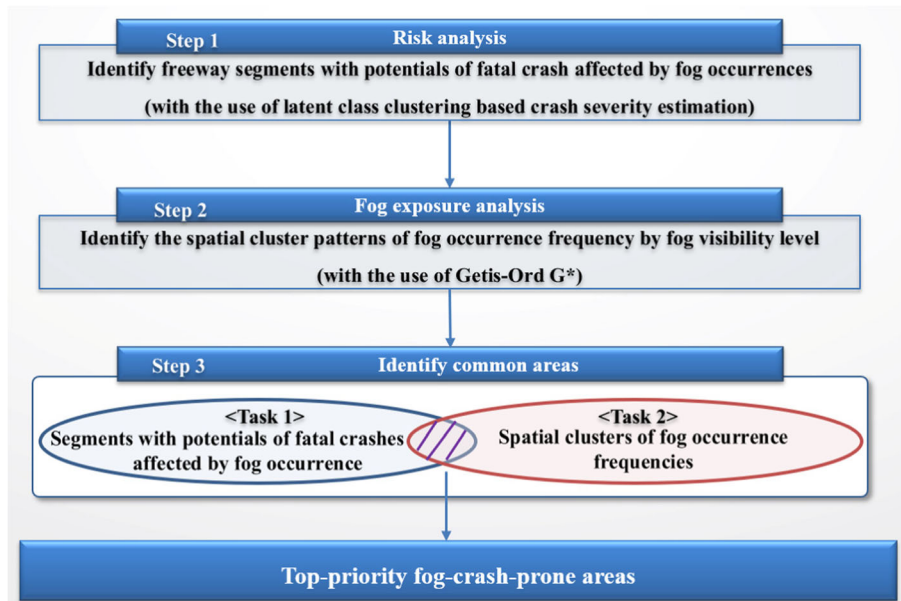 Step 1
Risk analysis
Identify freeway segments with potentials of fatal crash affected by fog occurrences
(with the use of latent class clustering based crash severity estimation)
Step 2
Fog exposure analysis
Identify the spatial cluster patterns of fog occurrence frequency by fog visibility level
(with the use of Getis-Ord G*)
Step 3
Identify common areas
<Task 1>
Segments with potentials of fatal crashes
affected by fog occurrence
<Task 2>
Spatial clusters of fog occurrence
frequencies
Top-priority fog-crash-prone areas